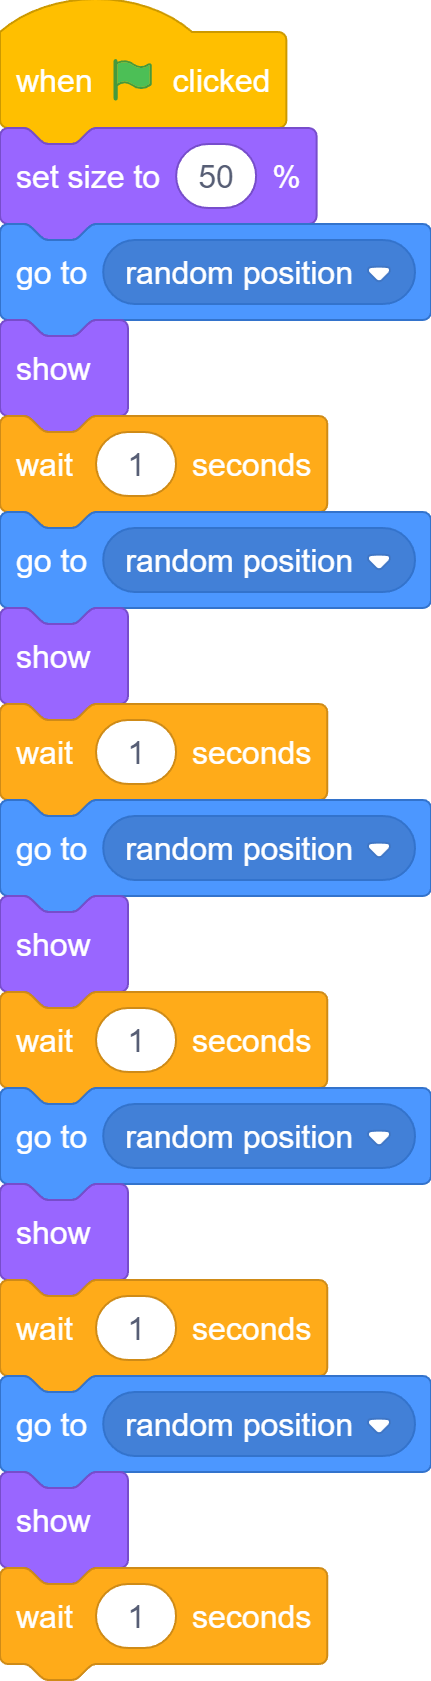 when clicked
set size to 50 %
go to random position
show
wait 1 seconds
go to random position
show
wait 1 seconds
go to random position
show
wait 1 seconds
go to random position
show
wait 1 seconds
go to random position
show
wait 1 seconds